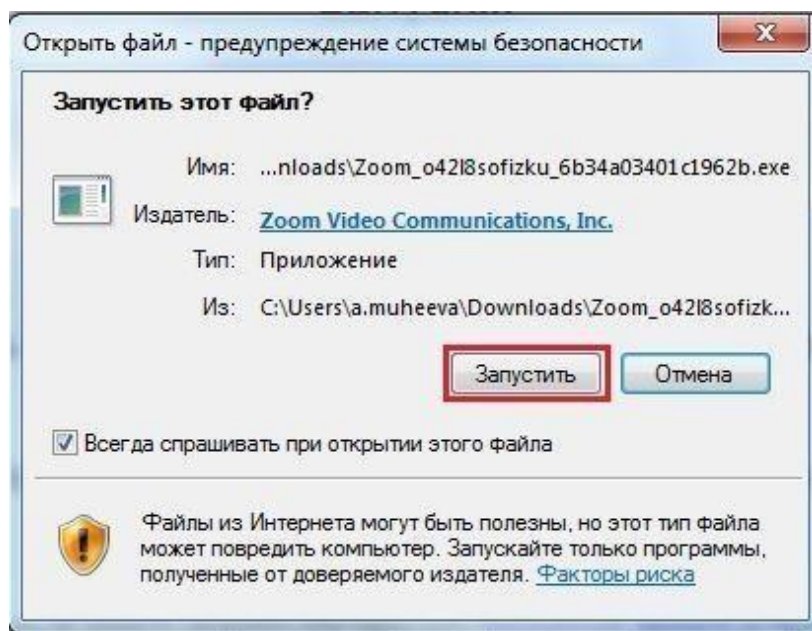 Открыть файл - предупреждение системы безопасности
Запустить этот файл?
Имя: ...nloads\Zoom_o42l8sofizku_6b34a03401c1962b.exe
Издатель: Zoom Video Communications, Inc.
Тип: Приложение
Из: C:\Users\a.muheeva\Downloads\Zoom_o42l8sofizk...
Запустить Отмена
Всегда спрашивать при открытии этого файла
Файлы из Интернета могут быть полезны, но этот тип файла
может повредить компьютер. Запускайте только программы,
полученные от доверяемого издателя. Факторы риска